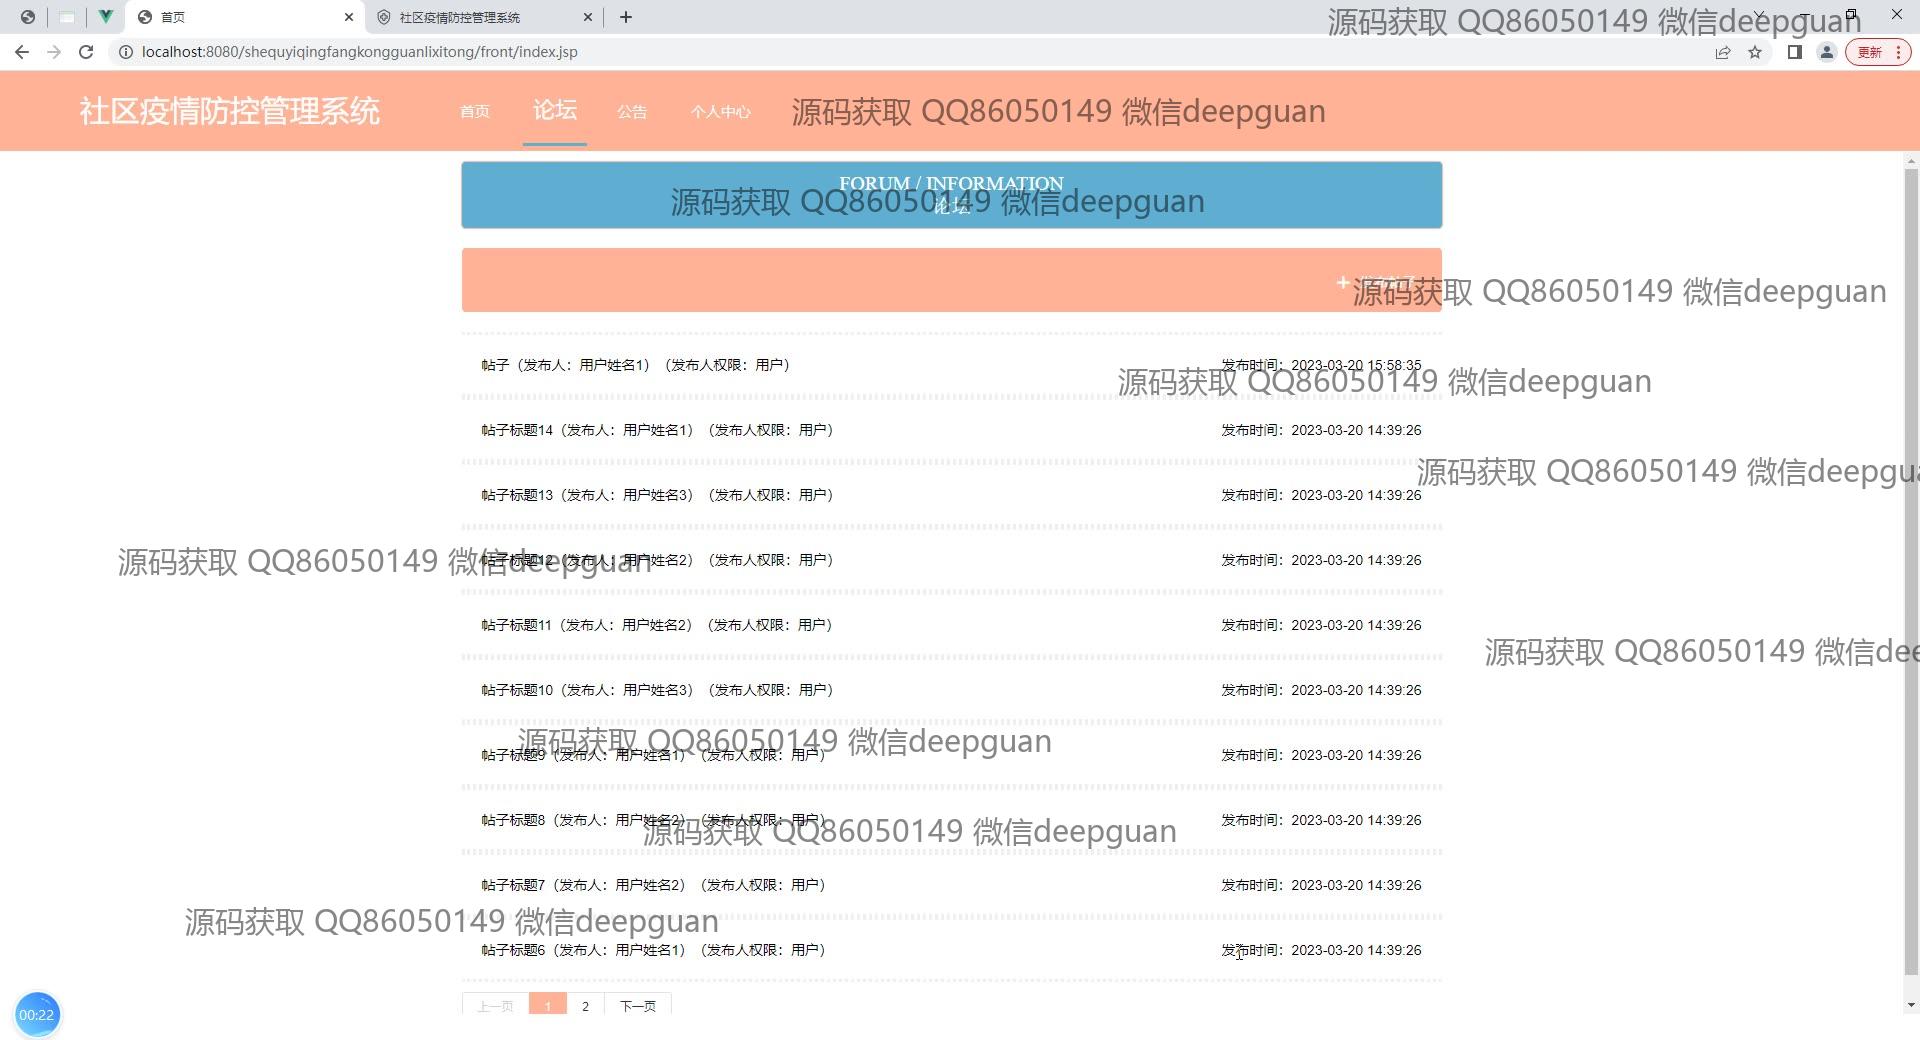 首页
社区疫情防控管理系统
源码获取 QQ86050149 微信deepguan
localhost:8080/shequyiqingfangkongguanlixitong/front/index.jsp
更新
社区疫情防控管理系统 首页 论坛 公告 个人中心
源码获取 QQ86050149 微信deepguan
FORUM / INFORMATION
源码获取 QQ86050149 微信deepguan
论坛
源码获取 QQ86050149 微信deepguan
帖子（发布人：用户姓名1）（发布人权限：用户） 发布时间：2023-03-20 15:58:35
源码获取 QQ86050149 微信deepguan
帖子标题14（发布人：用户姓名1）（发布人权限：用户） 发布时间：2023-03-20 14:39:26
源码获取 QQ86050149 微信deepgua
帖子标题13（发布人：用户姓名3）（发布人权限：用户） 发布时间：2023-03-20 14:39:26
源码获取 QQ86050149 微信deepguan
帖子标题12（发布人：用户姓名2）（发布人权限：用户） 发布时间：2023-03-20 14:39:26
帖子标题11（发布人：用户姓名2）（发布人权限：用户） 发布时间：2023-03-20 14:39:26
源码获取 QQ86050149 微信dee
帖子标题10（发布人：用户姓名3）（发布人权限：用户） 发布时间：2023-03-20 14:39:26
源码获取 QQ86050149 微信deepguan
帖子标题9（发布人：用户姓名1）（发布人权限：用户） 发布时间：2023-03-20 14:39:26
帖子标题8（发布人：用户姓名2）（发布人权限：用户） 发布时间：2023-03-20 14:39:26
源码获取 QQ86050149 微信deepguan
帖子标题7（发布人：用户姓名2）（发布人权限：用户） 发布时间：2023-03-20 14:39:26
源码获取 QQ86050149 微信deepguan
帖子标题6（发布人：用户姓名1）（发布人权限：用户） 发布时间：2023-03-20 14:39:26
上一页 1 2 下一页
00:22